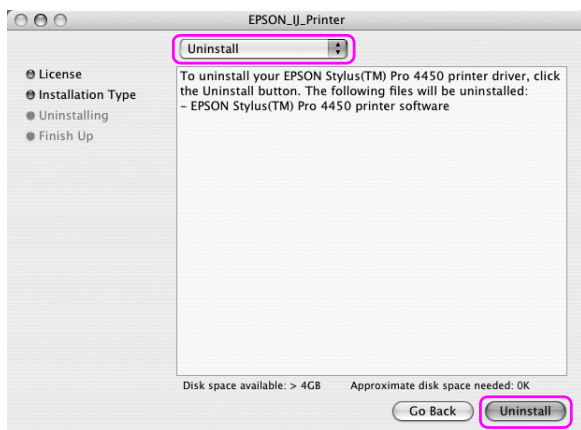 EPSON_IJ_Printer
Uninstall
License
Installation Type
Uninstalling
Finish Up
To uninstall your EPSON Stylus(TM) Pro 4450 printer driver, click
the Uninstall button. The following files will be uninstalled:
– EPSON Stylus(TM) Pro 4450 printer software
Disk space available: > 4GB
Approximate disk space needed: 0K
Go Back
Uninstall